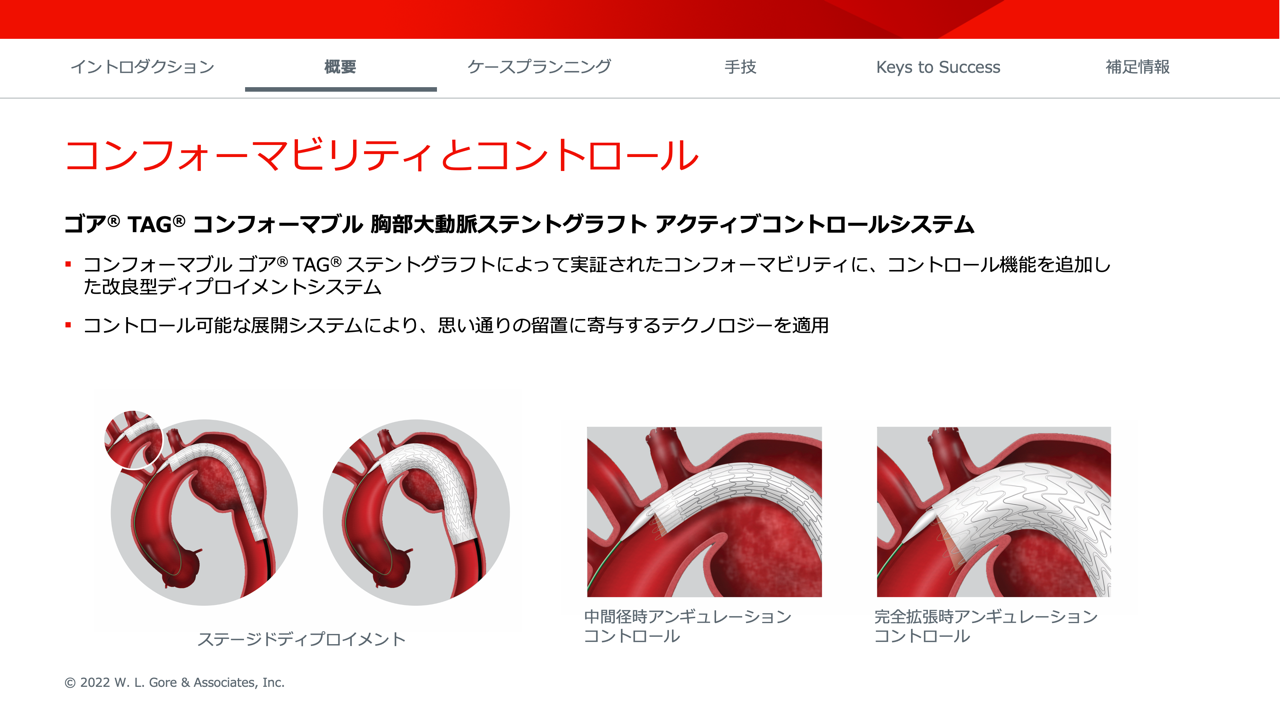 イントロダクション
概要
ケースプランニング
手技
Keys to Success
補足情報
コンフォーマビリティとコントロール
ゴア® TAG® コンフォーマブル 胸部大動脈ステントグラフト アクティブコントロールシステム
コンフォーマブル ゴア® TAG® ステントグラフトによって実証されたコンフォーマビリティに、コントロール機能を追加し
た改良型ディプロイメントシステム
コントロール可能な展開システムにより、思い通りの留置に寄与するテクノロジーを適用
ステージドディプロイメント
中間径時アンギュレーション
コントロール
完全拡張時アンギュレーション
コントロール
© 2022 W. L. Gore & Associates, Inc.